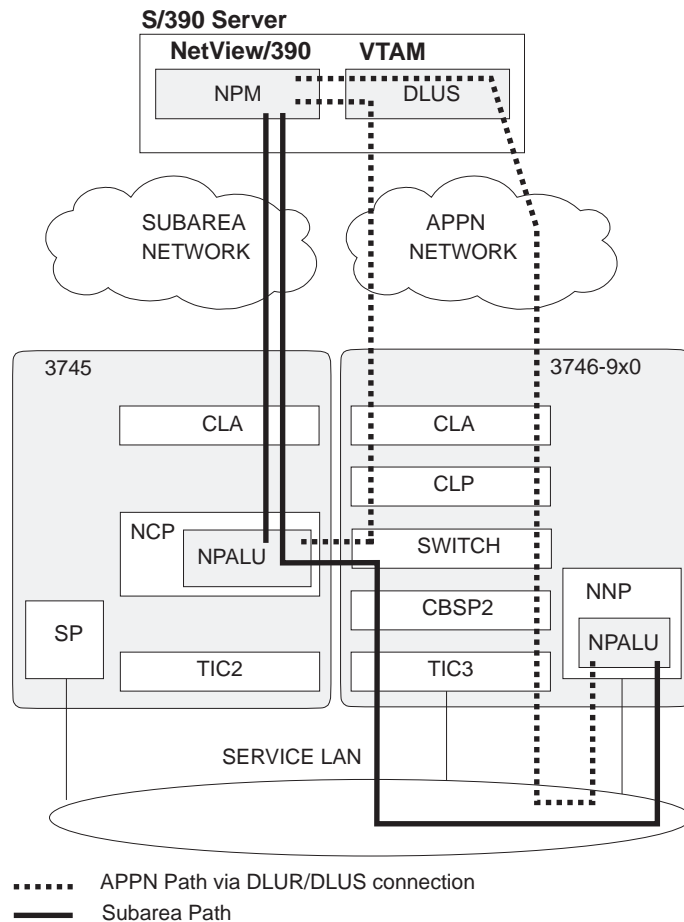 S/390 Server
NetView/390
VTAM
NPM
DLUS
SUBAREA
NETWORK
APPN
NETWORK
3745
3746-9x0
CLA
CLA
CLP
NCP
NPALU
SWITCH
NNP
CBSP2
SP
NPALU
TIC2
TIC3
SERVICE LAN
APPN Path via DLUR/DLUS connection
Subarea Path